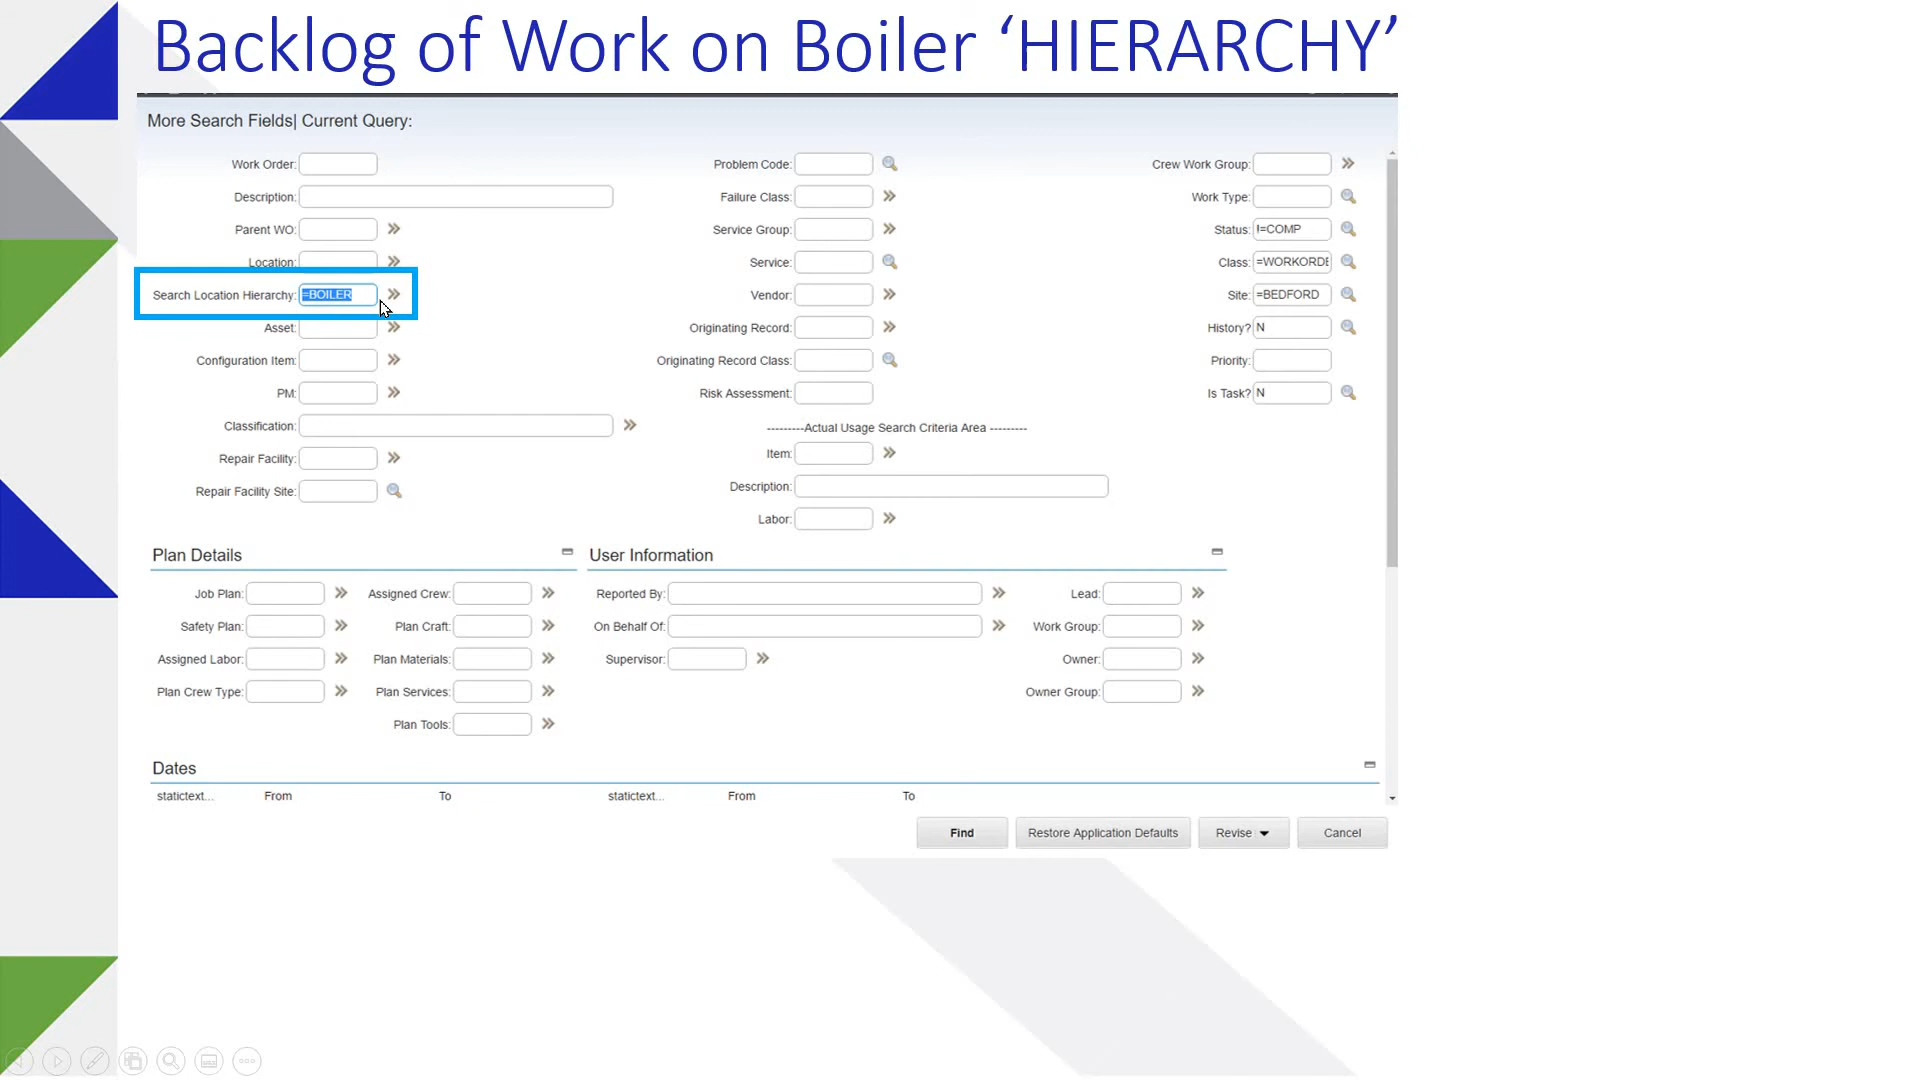 Backlog of Work on Boiler ‘HIERARCHY’
More Search Fields| Current Query:
Work Order:
Description:
Parent WO:
Location:
Search Location Hierarchy: =BOILER
Asset:
Configuration Item:
PM:
Classification:
Repair Facility:
Repair Facility Site:
Problem Code:
Failure Class:
Service Group:
Service:
Vendor:
Originating Record:
Originating Record Class:
Risk Assessment:
---------Actual Usage Search Criteria Area ---------
Item:
Description:
Labor:
Crew Work Group:
Work Type:
Status: !=COMP
Class: =WORKORDE
Site: =BEDFORD
History? N
Priority:
Is Task? N
Plan Details
Job Plan:
Safety Plan:
Assigned Labor:
Plan Crew Type:
Assigned Crew:
Plan Craft:
Plan Materials:
Plan Services:
Plan Tools:
User Information
Reported By:
On Behalf Of:
Supervisor:
Lead:
Work Group:
Owner:
Owner Group:
Dates
statictext... From To statictext... From To
Find Restore Application Defaults Revise Cancel